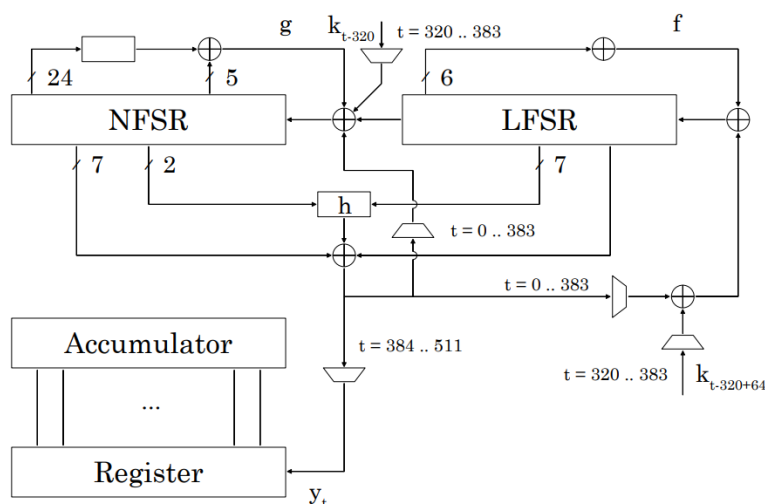 g
k_{t-320}
t = 320 .. 383
f
24
5
6
NFSR
LFSR
7
2
7
h
t = 0 .. 383
t = 0 .. 383
t = 384 .. 511
Accumulator
t = 320 .. 383
k_{t-320+64}
...
Register
y_t